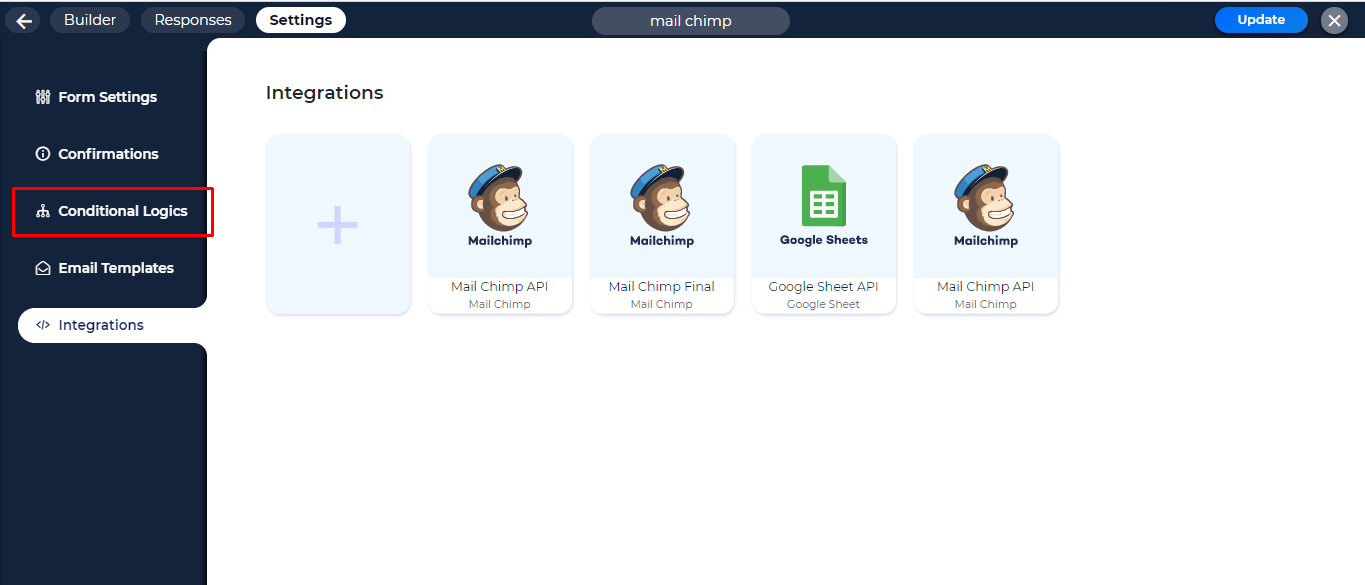 Builder
Responses
Settings
mail chimp
Update
Form Settings
Confirmations
Conditional Logics
Email Templates
</> Integrations
Integrations
Mailchimp
Mail Chimp API
Mail Chimp
Mailchimp
Mail Chimp Final
Mail Chimp
Google Sheets
Google Sheet API
Google Sheet
Mailchimp
Mail Chimp API
Mail Chimp